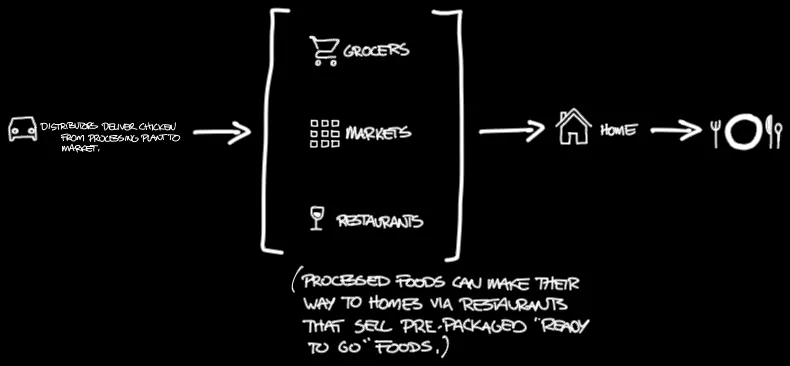 DISTRIBUTORS DELIVER CHICKEN
FROM PROCESSING PLANT TO
MARKET.
GROCERS
MARKETS
RESTAURANTS
HOME
(PROCESSED FOODS CAN MAKE THEIR
WAY TO HOMES VIA RESTAURANTS
THAT SELL PRE-PACKAGED "READY
TO GO" FOODS.)